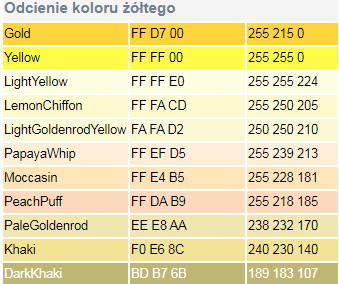 Odcienie koloru żółtego
Gold FF D7 00 255 215 0
Yellow FF FF 00 255 255 0
LightYellow FF FF E0 255 255 224
LemonChiffon FF FA CD 255 250 205
LightGoldenrodYellow FA FA D2 250 250 210
PapayaWhip FF EF D5 255 239 213
Moccasin FF E4 B5 255 228 181
PeachPuff FF DA B9 255 218 185
PaleGoldenrod EE E8 AA 238 232 170
Khaki F0 E6 8C 240 230 140
DarkKhaki BD B7 6B 189 183 107